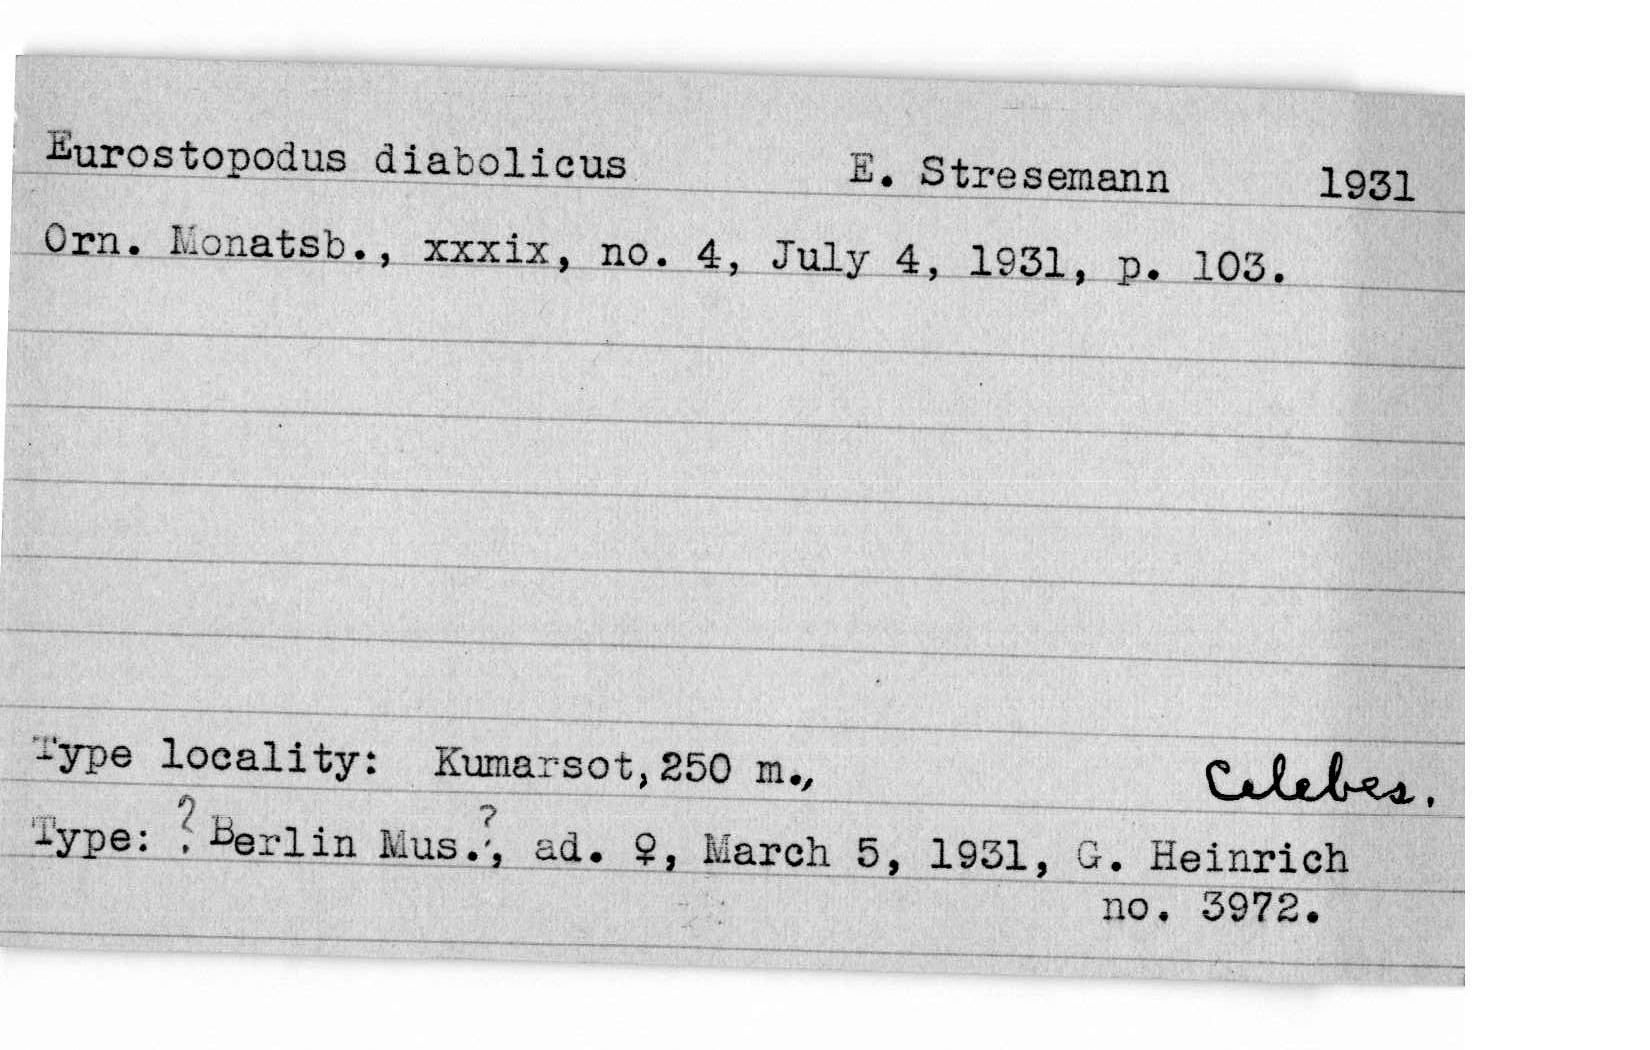 Eurostopodus diabolicus E. Stresemann 1931
Orn. Monatsb., xxxix, no. 4, July 4, 1931, p. 103.
Type locality: Kumarsot, 250 m., Celebes.
Type: ? Berlin Mus.?, ad. ♀, March 5, 1931, G. Heinrich
no. 3972.